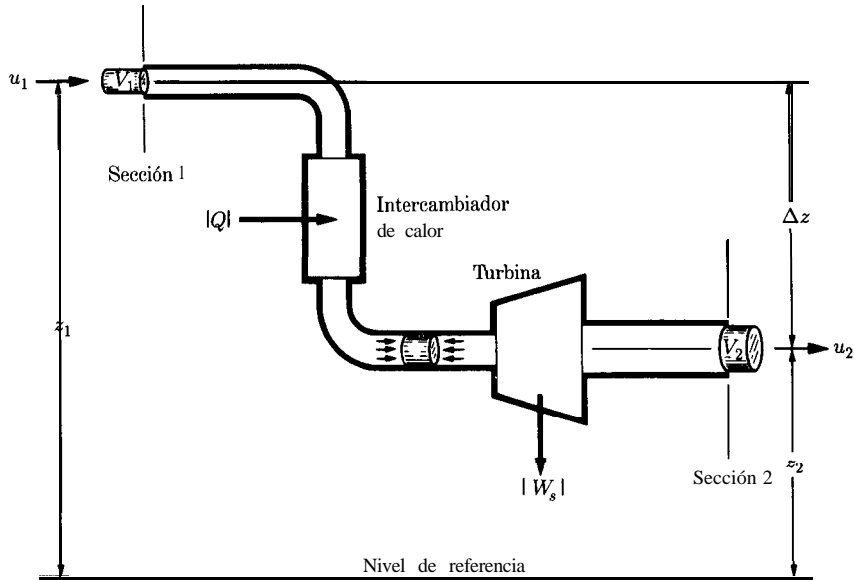 u₁
V₁
Sección 1
|Q|
Intercambiador
de calor
Δz
Turbina
z₁
V₂
u₂
|Wₛ|
z₂
Sección 2
Nivel de referencia